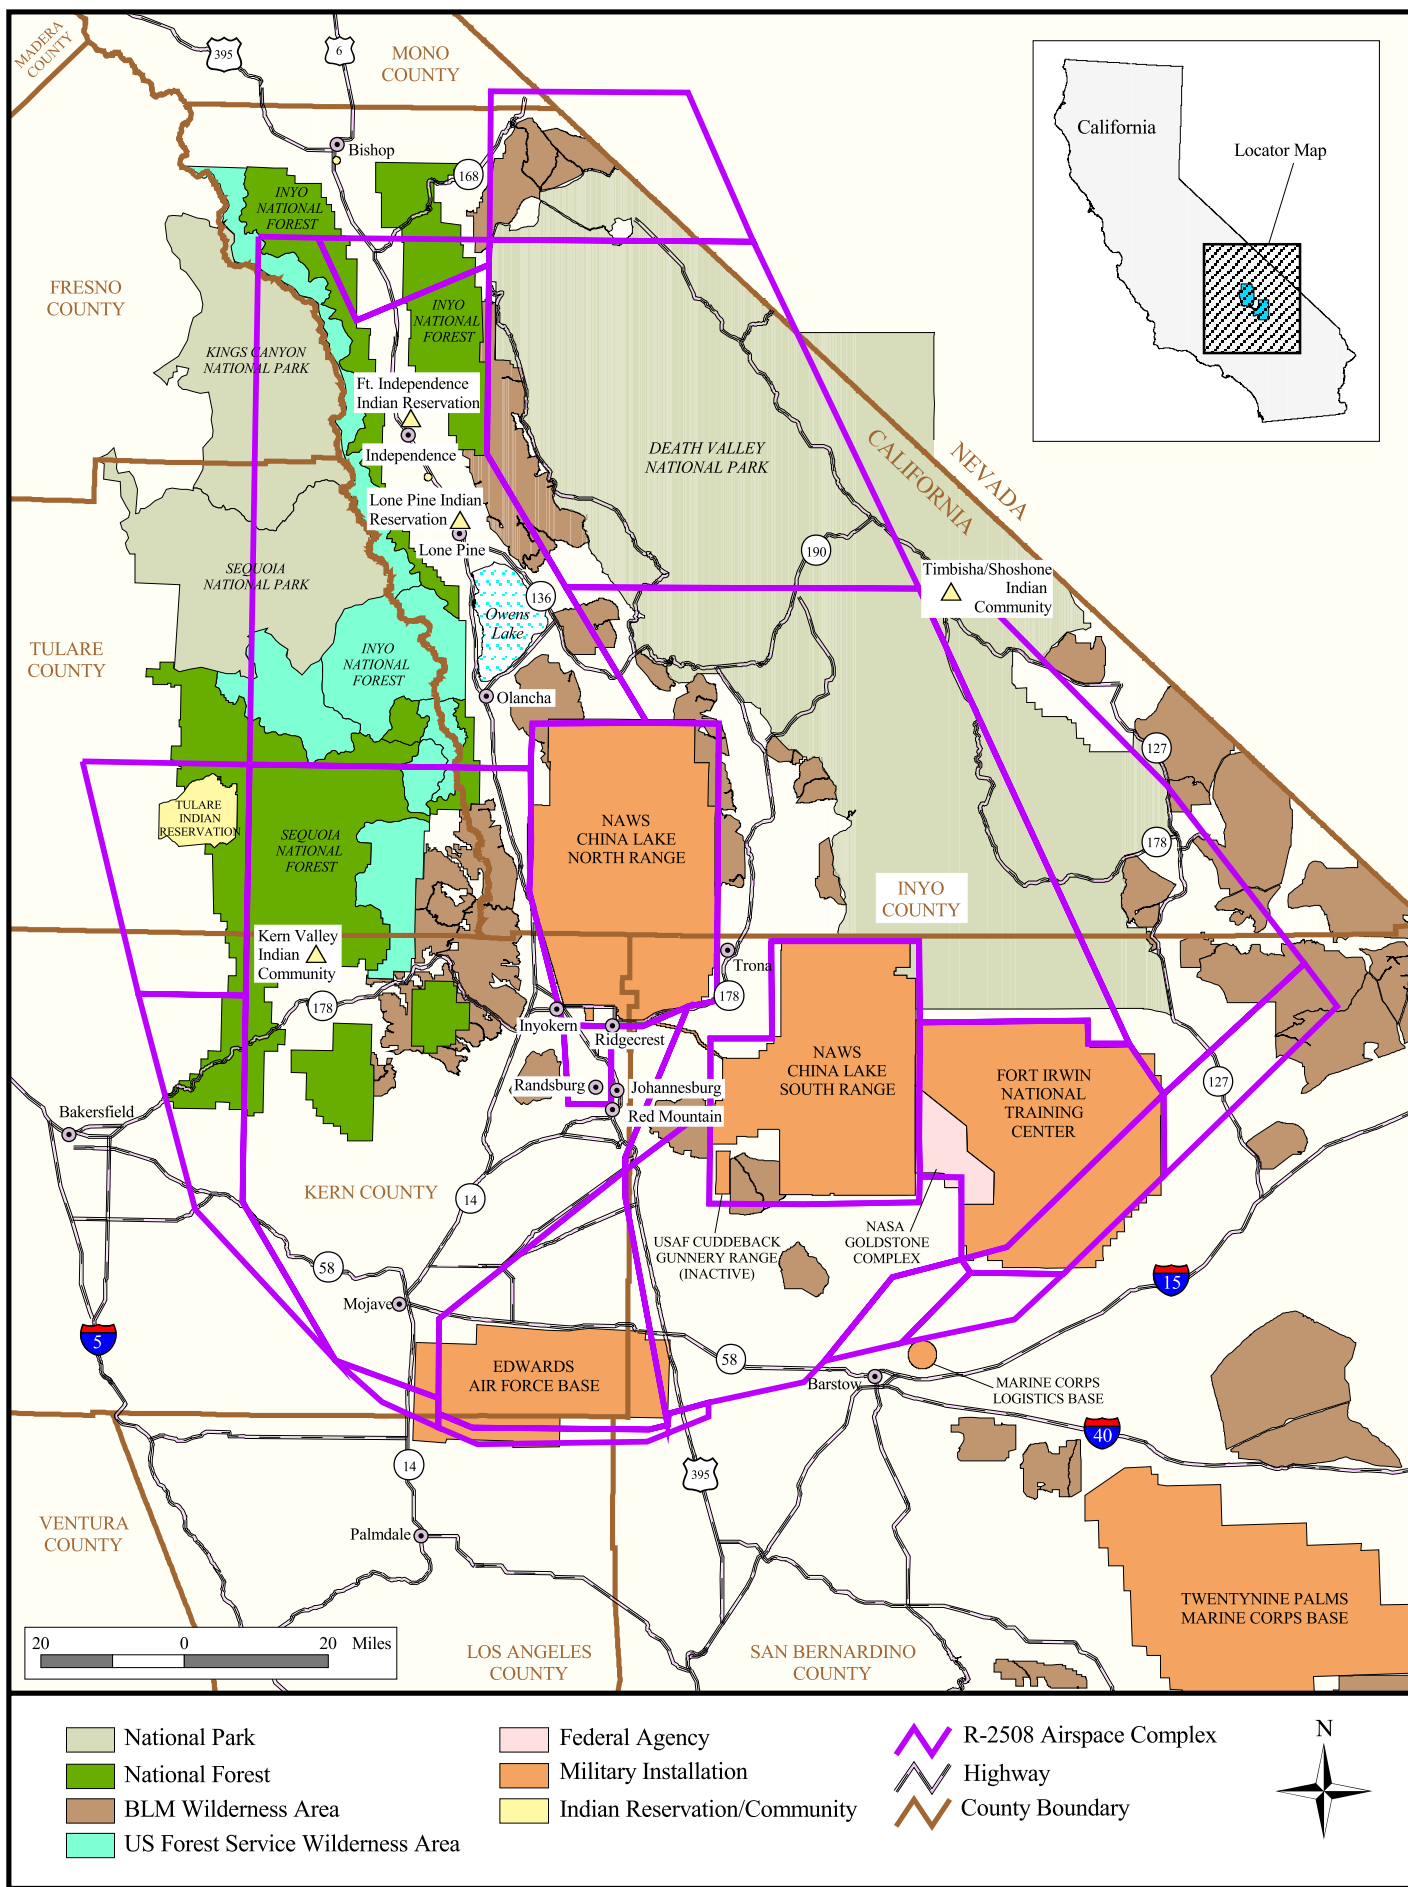 MADERA
COUNTY
395
6
MONO
COUNTY
Bishop
168
INYO
NATIONAL
FOREST
California
Locator Map
FRESNO
COUNTY
INYO
NATIONAL
FOREST
KINGS CANYON
NATIONAL PARK
Ft. Independence
Indian Reservation
Independence
DEATH VALLEY
NATIONAL PARK
NEVADA
CALIFORNIA
Lone Pine Indian
Reservation
Lone Pine
190
SEQUOIA
NATIONAL PARK
Timbisha/Shoshone
Indian
Community
136
Owens
Lake
TULARE
COUNTY
INYO
NATIONAL
FOREST
Olancha
127
TULARE
INDIAN
RESERVATION
SEQUOIA
NATIONAL
FOREST
NAWS
CHINA LAKE
NORTH RANGE
178
INYO
COUNTY
Kern Valley
Indian
Community
Trona
178
178
Inyokern
Ridgecrest
NAWS
CHINA LAKE
SOUTH RANGE
FORT IRWIN
NATIONAL
TRAINING
CENTER
127
Randsburg
Johannesburg
Red Mountain
Bakersfield
KERN COUNTY
14
USAF CUDDEBACK
GUNNERY RANGE
(INACTIVE)
NASA
GOLDSTONE
COMPLEX
58
Mojave
15
5
EDWARDS
AIR FORCE BASE
58
Barstow
MARINE CORPS
LOGISTICS BASE
40
14
395
VENTURA
COUNTY
Palmdale
TWENTYNINE PALMS
MARINE CORPS BASE
20 0 20 Miles
LOS ANGELES
COUNTY
SAN BERNARDINO
COUNTY
National Park
National Forest
BLM Wilderness Area
US Forest Service Wilderness Area
Federal Agency
Military Installation
Indian Reservation/Community
R-2508 Airspace Complex
Highway
County Boundary
N